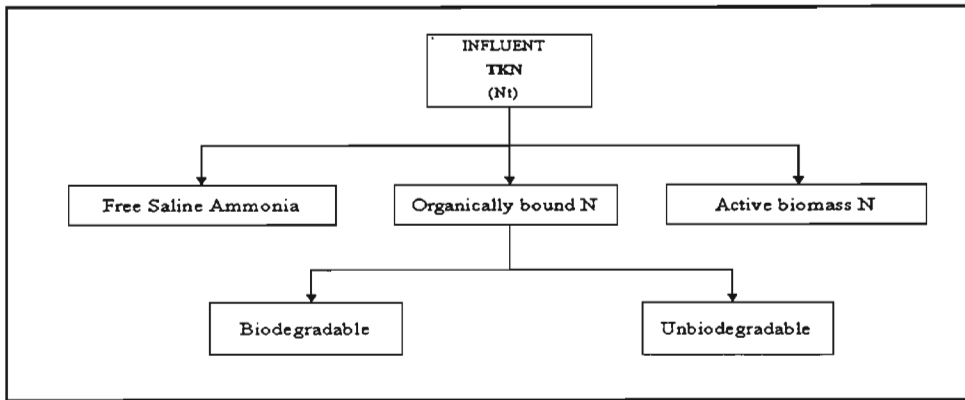 INFLUENT
TKN
(Nt)
Free Saline Ammonia
Organically bound N
Active biomass N
Biodegradable
Unbiodegradable